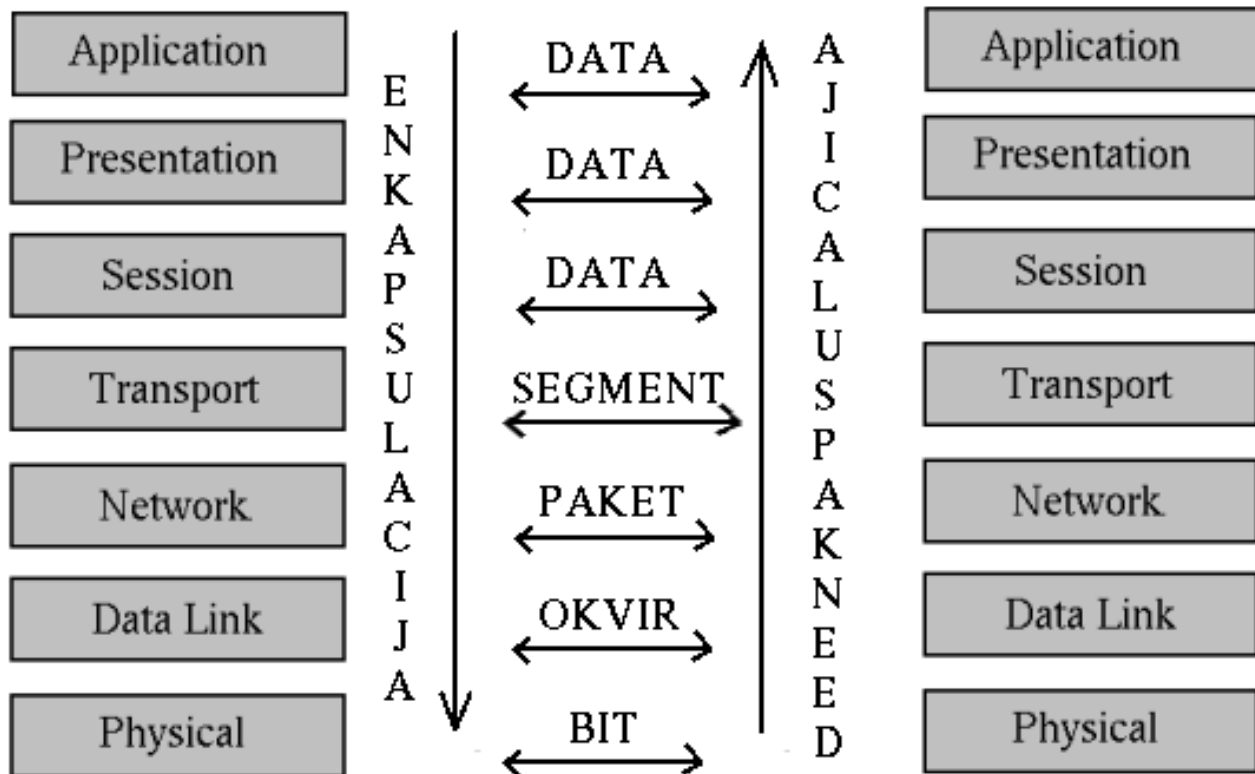 Application
Presentation
Session
Transport
Network
Data Link
Physical
ENKAPSULACIJA
DATA
DATA
DATA
SEGMENT
PAKET
OKVIR
BIT
AJICALUSPAKNEED
Application
Presentation
Session
Transport
Network
Data Link
Physical